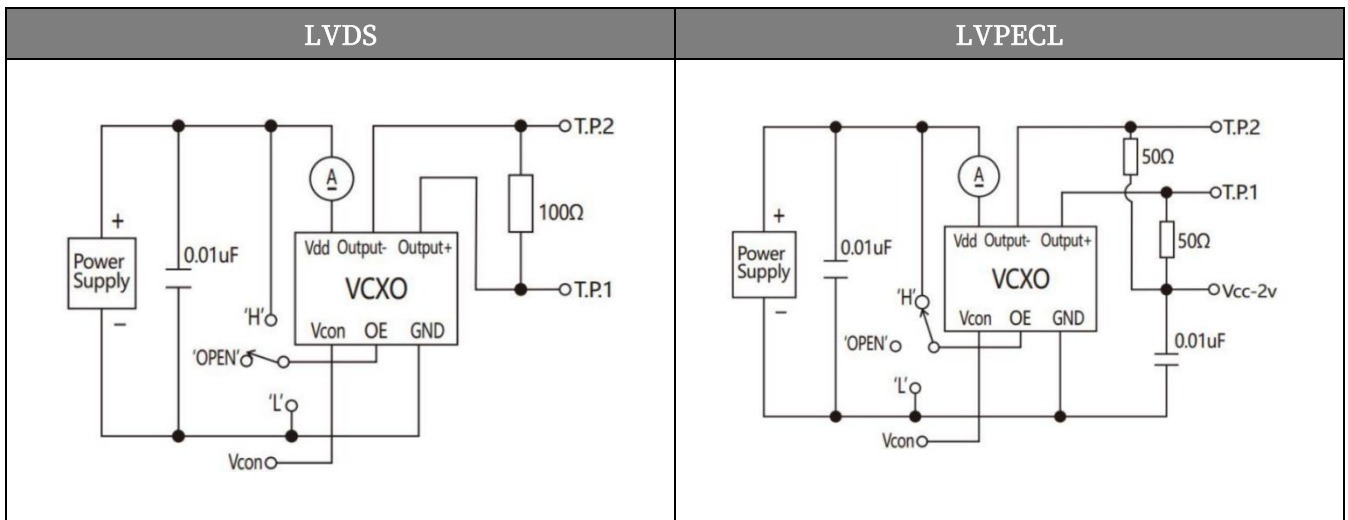 LVDS
LVPECL
T.P.2
A
+
100Ω
Power
Supply
0.01uF
Vdd Output- Output+
VCXO
T.P.1
−
'H'
Vcon OE GND
'OPEN'
'L'
Vcon
T.P.2
50Ω
A
T.P.1
+
Power
Supply
0.01uF
Vdd Output- Output+
50Ω
VCXO
Vcc-2v
'H'
−
Vcon OE GND
0.01uF
'OPEN'
'L'
Vcon